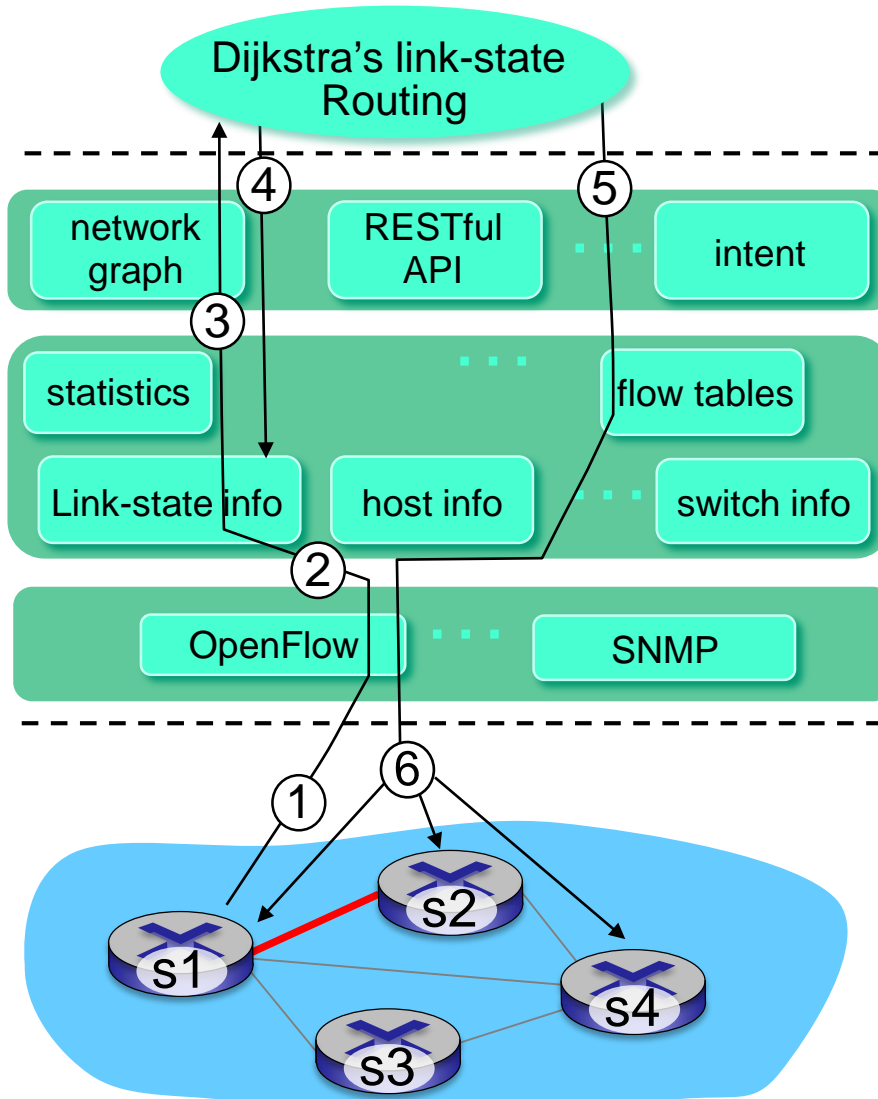 Dijkstra’s link-state
Routing
4
5
network
graph
RESTful
API
. . .
intent
3
statistics
. . .
flow tables
Link-state info
host info
. . .
switch info
2
OpenFlow
. . .
SNMP
1
6
s2
s1
s4
s3